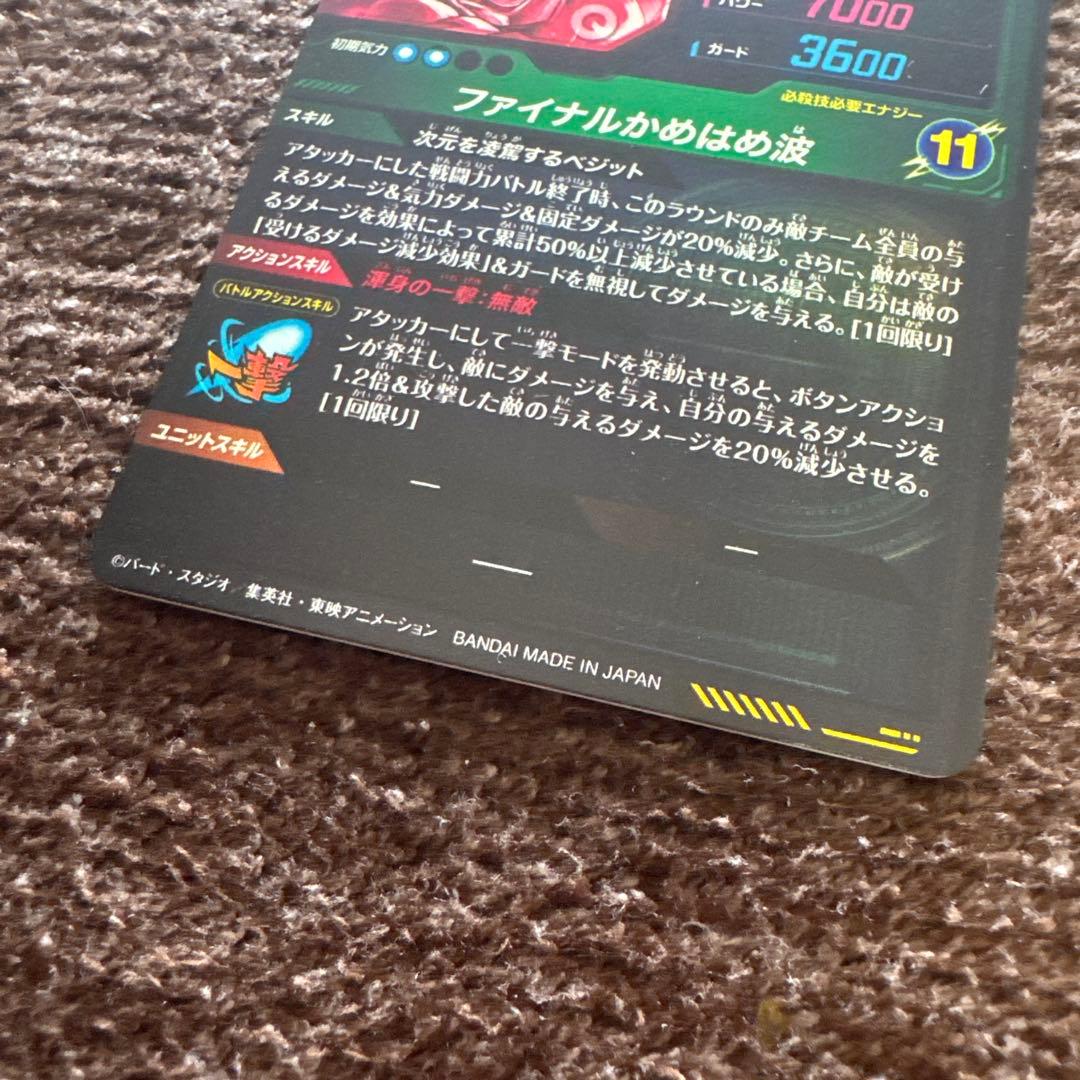 パワー 7000
ガード 3600
初期気力
必殺技必要エナジー
ファイナルかめはめ波 11
スキル
次元を凌駕するベジット
アタッカーにした戦闘力バトル終了時、このラウンドのみ敵チーム全員の与
えるダメージ&気力ダメージ&固定ダメージが20%減少。さらに、敵が受け
るダメージを効果によって累計50%以上減少させている場合、自分は敵の
「受けるダメージ減少効果」&ガードを無視してダメージを与える。[1回限り]
アクションスキル
渾身の一撃:無敵
バトルアクションスキル
一撃
アタッカーにして一撃モードを発動させると、ボタンアクショ
ンが発生し、敵にダメージを与え、自分の与えるダメージを
1.2倍&攻撃した敵の与えるダメージを20%減少させる。
[1回限り]
ユニットスキル
—
—
—
©バード・スタジオ/集英社・東映アニメーション BANDAI MADE IN JAPAN